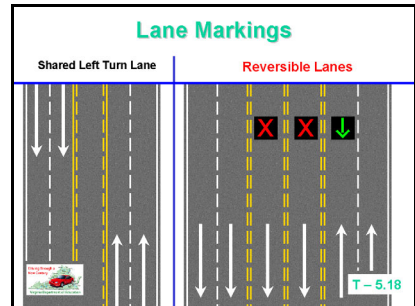 Lane Markings
Shared Left Turn Lane
Reversible Lanes
X X
T – 5.18